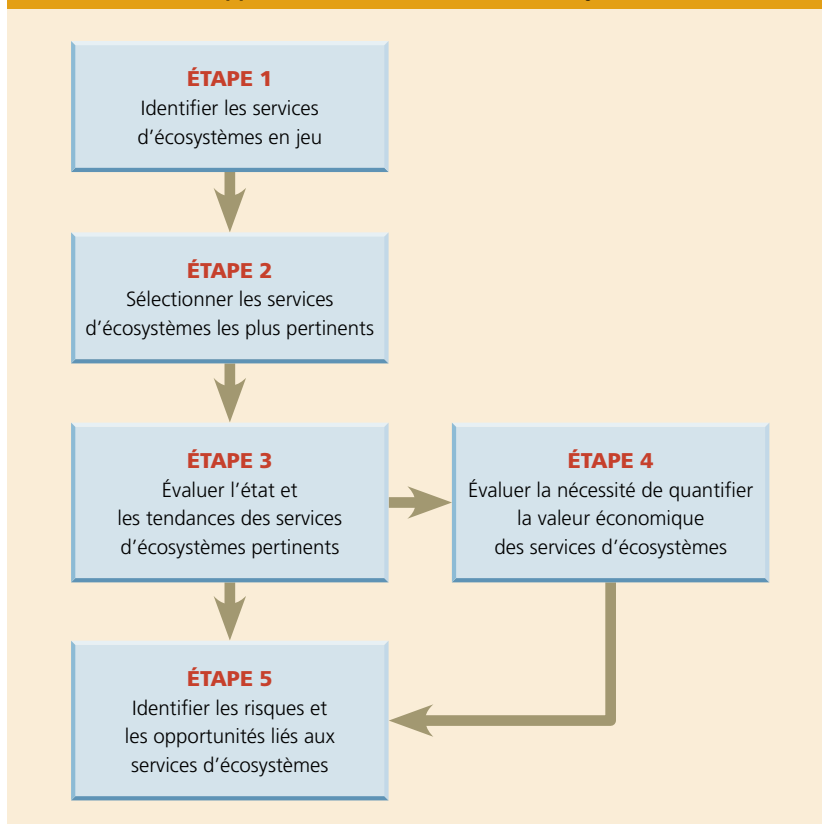 ÉTAPE 1
Identifier les services
d'écosystèmes en jeu
ÉTAPE 2
Sélectionner les services
d'écosystèmes les plus pertinents
ÉTAPE 3
Évaluer l'état et
les tendances des services
d'écosystèmes pertinents
ÉTAPE 4
Évaluer la nécessité de quantifier
la valeur économique
des services d'écosystèmes
ÉTAPE 5
Identifier les risques et
les opportunités liés aux
services d'écosystèmes